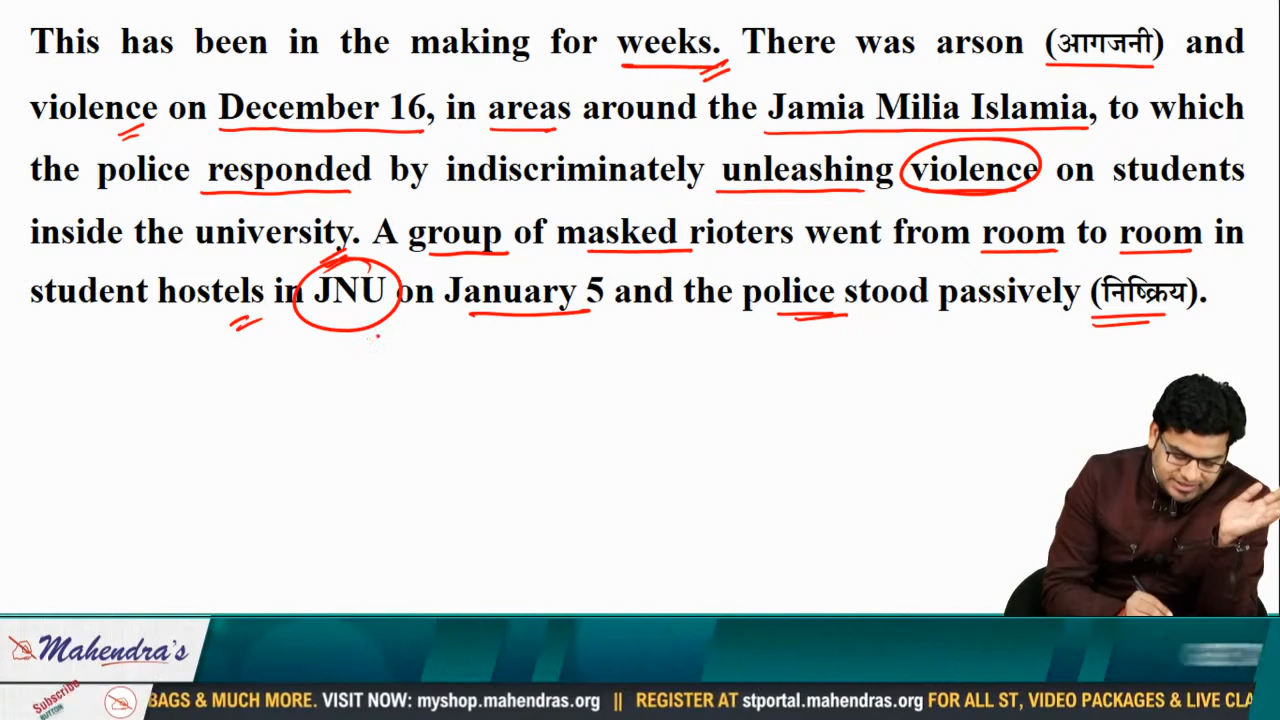 This has been in the making for weeks. There was arson (आगजनी) and
violence on December 16, in areas around the Jamia Milia Islamia, to which
the police responded by indiscriminately unleashing violence on students
inside the university. A group of masked rioters went from room to room in
student hostels in JNU on January 5 and the police stood passively (निष्क्रिय).
Mahendra's
Subscribe
BUTTON
BAGS & MUCH MORE. VISIT NOW: myshop.mahendras.org || REGISTER AT stportal.mahendras.org FOR ALL ST, VIDEO PACKAGES & LIVE CLA